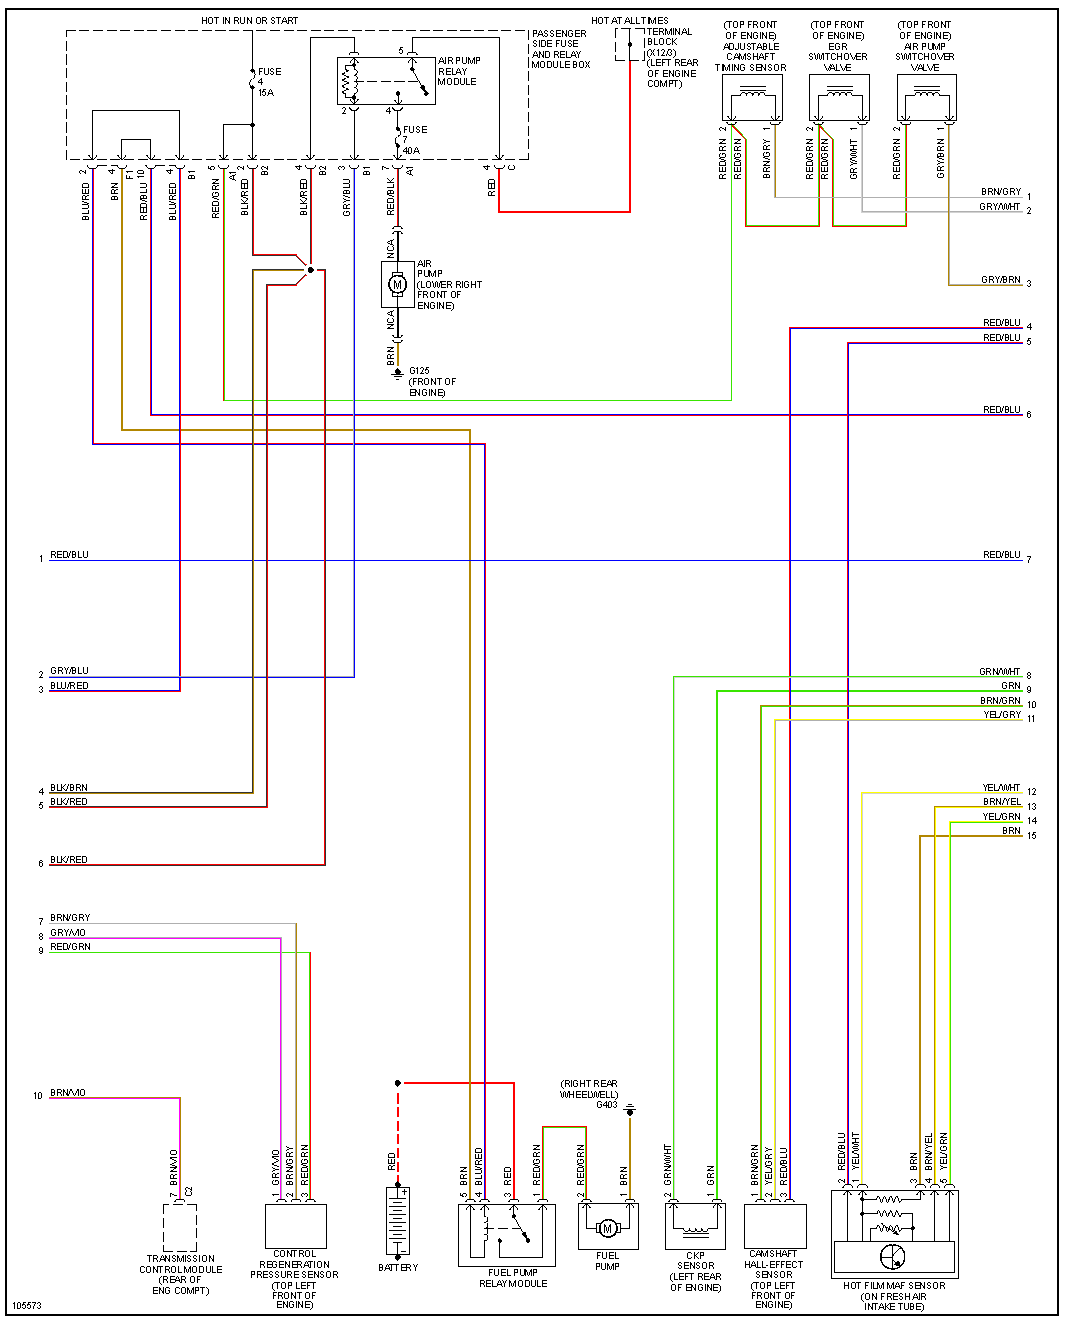 HOT IN RUN OR START
HOT AT ALL TIMES
PASSENGER
SIDE FUSE
AND RELAY
MODULE BOX
TERMINAL
BLOCK
(X12/3)
(LEFT REAR
OF ENGINE
COMPT)
(TOP FRONT
OF ENGINE)
ADJUSTABLE
CAMSHAFT
TIMING SENSOR
(TOP FRONT
OF ENGINE)
EGR
SWITCHOVER
VALVE
(TOP FRONT
OF ENGINE)
AIR PUMP
SWITCHOVER
VALVE
FUSE
4
15A
5
AIR PUMP
RELAY
MODULE
2
4
FUSE
7
40A
2
4
F1
10
4
B1
5
A1
2
B2
4
B2
3
B1
7
A1
4
C
BLU/RED
BRN
RED/BLU
BLU/RED
RED/GRN
BLK/RED
BLK/RED
GRY/BLU
RED/BLK
RED
2
1
2
1
2
1
RED/GRN
RED/GRN
BRN/GRY
RED/GRN
RED/GRN
GRY/WHT
RED/GRN
GRY/BRN
BRN/GRY 1
GRY/WHT 2
GRY/BRN 3
RED/BLU 4
RED/BLU 5
RED/BLU 6
NCA
M
AIR
PUMP
(LOWER RIGHT
FRONT OF
ENGINE)
NCA
BRN
G125
(FRONT OF
ENGINE)
1 RED/BLU
RED/BLU 7
2 GRY/BLU
3 BLU/RED
GRN/WHT 8
GRN 9
BRN/GRN 10
YEL/GRY 11
4 BLK/BRN
5 BLK/RED
6 BLK/RED
YEL/WHT 12
BRN/YEL 13
YEL/GRN 14
BRN 15
7 BRN/GRY
8 GRY/VIO
9 RED/GRN
10 BRN/VIO
(RIGHT REAR
WHEELWELL)
G403
BRN/VIO
7
C2
GRY/VIO
BRN/GRY
RED/GRN
1
2
3
RED
+
-
BRN
BLU/RED
RED
RED/GRN
5
4
3
1
RED/GRN
BRN
2
1
M
GRN/WHT
GRN
2
1
BRN/GRN
YEL/GRY
RED/BLU
1
2
3
RED/BLU
YEL/WHT
BRN
BRN/YEL
YEL/GRN
2
1
3
4
5
TRANSMISSION
CONTROL MODULE
(REAR OF
ENG COMPT)
CONTROL
REGENERATION
PRESSURE SENSOR
(TOP LEFT
FRONT OF
ENGINE)
BATTERY
FUEL PUMP
RELAY MODULE
FUEL
PUMP
CKP
SENSOR
(LEFT REAR
OF ENGINE)
CAMSHAFT
HALL-EFFECT
SENSOR
(TOP LEFT
FRONT OF
ENGINE)
HOT FILM MAF SENSOR
(ON FRESH AIR
INTAKE TUBE)
105573